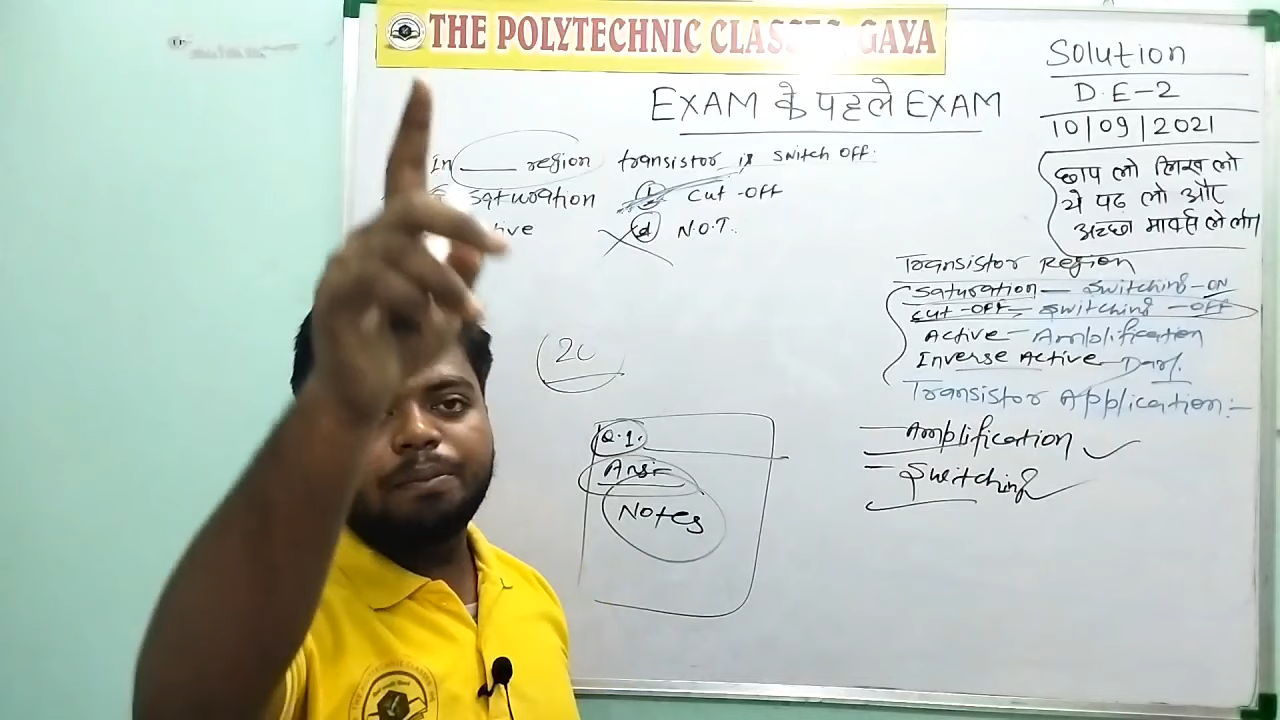 THE POLYTECHNIC CLASSES, GAYA
EXAM के पहले EXAM
Solution
D.E-2
10/09/2021
छाप लो लिख लो
ये पढ़ लो और
अच्छा मार्क्स ले लो
In ___ region transistor is switch OFF.
Saturation
Cut-OFF
(d) N.O.T.
Transistor Region
Saturation — Switching - ON
Cut-OFF — Switching - OFF
Active - Amplification
Inverse Active -
Transistor Application:-
- Amplification
- Switching
20
Q.1.
Ans:-
Notes